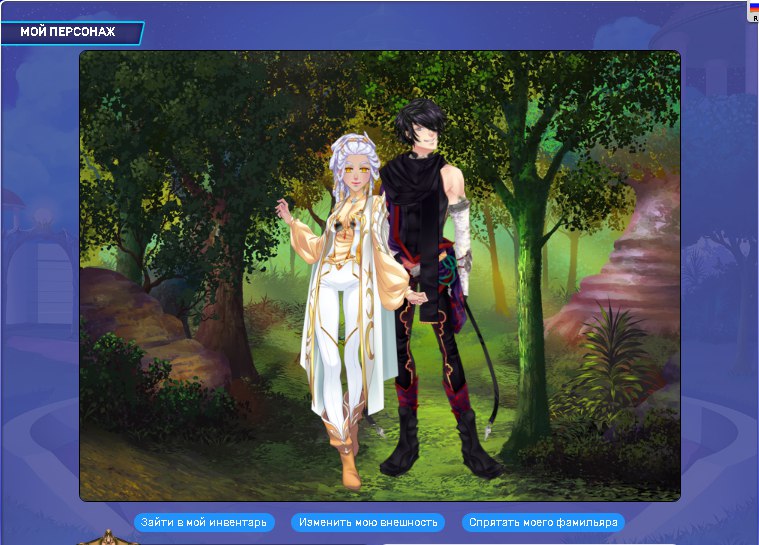 МОЙ ПЕРСОНАЖ
R
Зайти в мой инвентарь
Изменить мою внешность
Спрятать моего фамильяра